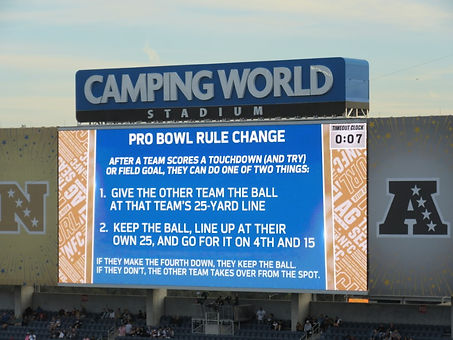 CAMPING WORLD
STADIUM
PRO BOWL RULE CHANGE
TIMEOUT CLOCK
0:07
AFTER A TEAM SCORES A TOUCHDOWN (AND TRY)
OR FIELD GOAL, THEY CAN DO ONE OF TWO THINGS:
1. GIVE THE OTHER TEAM THE BALL
AT THAT TEAM'S 25-YARD LINE
2. KEEP THE BALL, LINE UP AT THEIR
OWN 25, AND GO FOR IT ON 4TH AND 15
IF THEY MAKE THE FOURTH DOWN, THEY KEEP THE BALL.
IF THEY DON'T, THE OTHER TEAM TAKES OVER FROM THE SPOT.
N
A